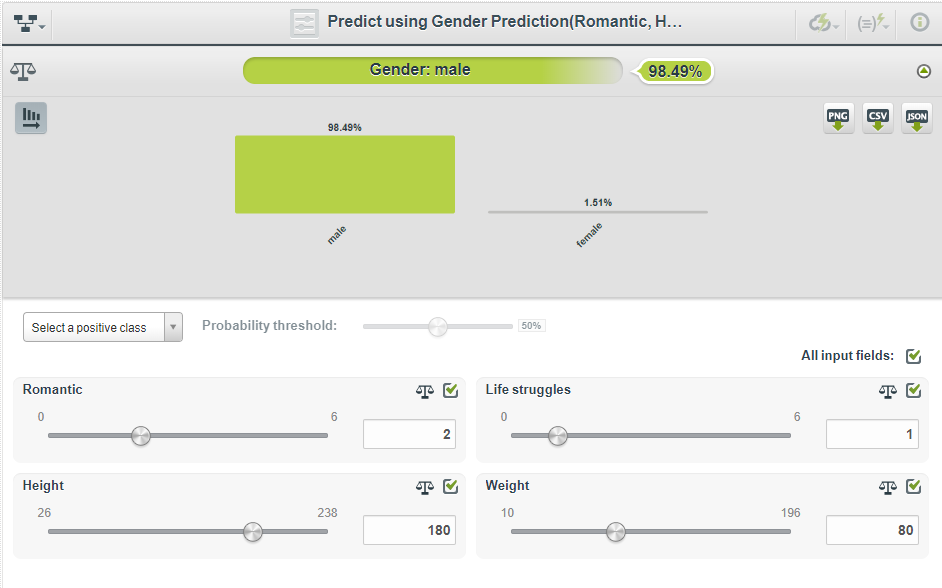 Predict using Gender Prediction(Romantic, H...
Gender: male
98.49%
PNG
CSV
JSON
98.49%
1.51%
male
female
Select a positive class
Probability threshold:
50%
All input fields:
Romantic
0
6
2
Life struggles
0
6
1
Height
26
238
180
Weight
10
196
80